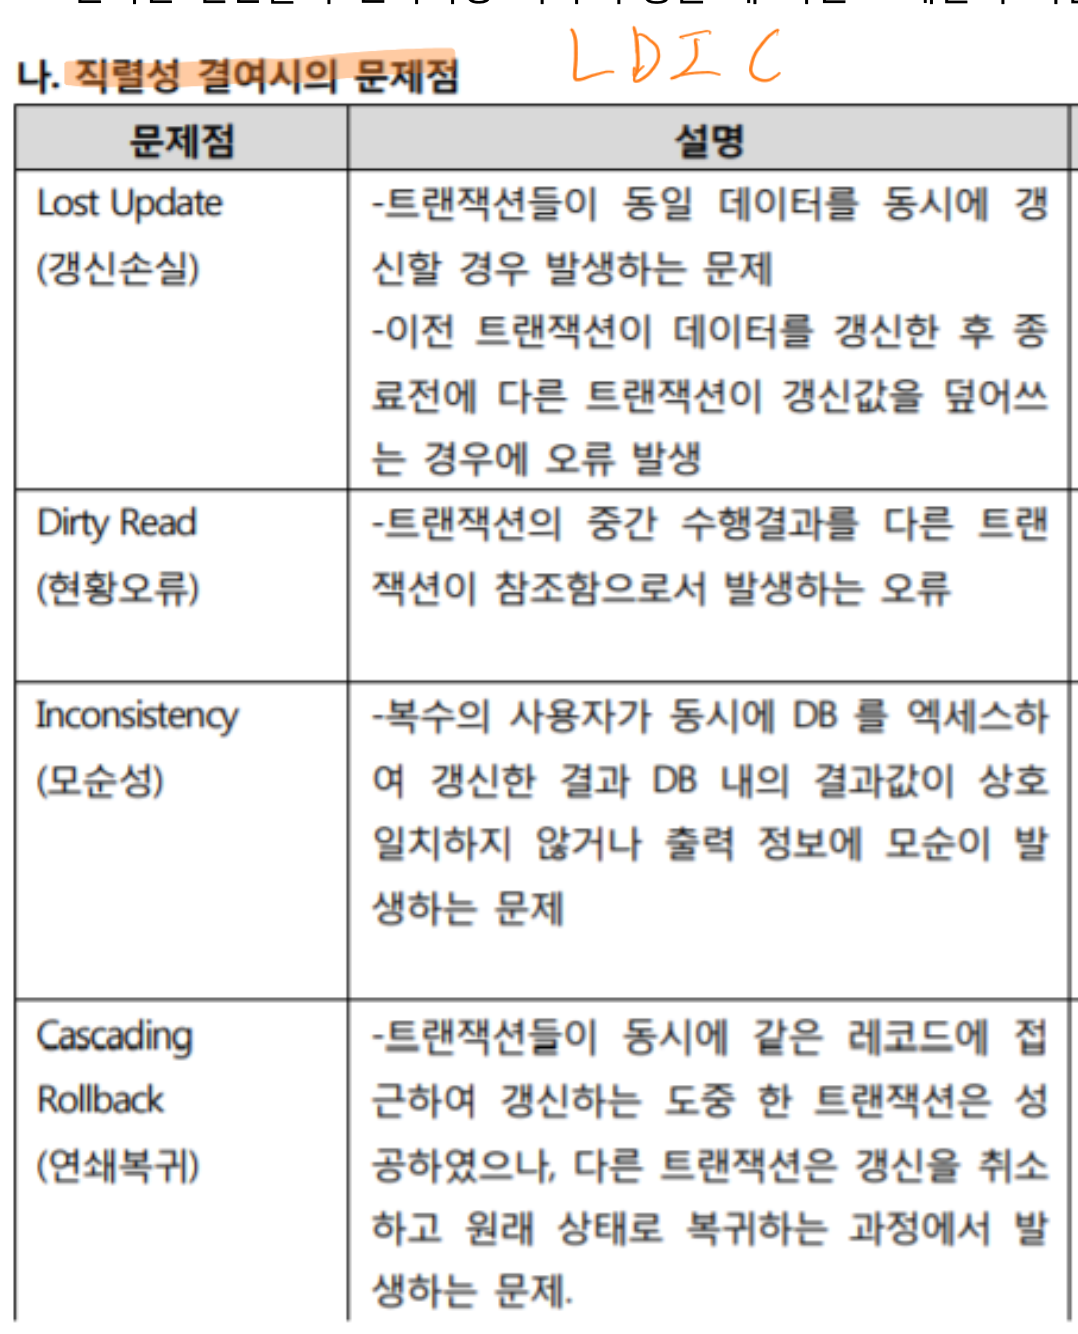 나. 직렬성 결여시의 문제점
LDIC
문제점
설명
Lost Update
(갱신손실)
-트랜잭션들이 동일 데이터를 동시에 갱
신할 경우 발생하는 문제
-이전 트랜잭션이 데이터를 갱신한 후 종
료전에 다른 트랜잭션이 갱신값을 덮어쓰
는 경우에 오류 발생
Dirty Read
(현황오류)
-트랜잭션의 중간 수행결과를 다른 트랜
잭션이 참조함으로서 발생하는 오류
Inconsistency
(모순성)
-복수의 사용자가 동시에 DB 를 엑세스하
여 갱신한 결과 DB 내의 결과값이 상호
일치하지 않거나 출력 정보에 모순이 발
생하는 문제
Cascading
Rollback
(연쇄복귀)
-트랜잭션들이 동시에 같은 레코드에 접
근하여 갱신하는 도중 한 트랜잭션은 성
공하였으나, 다른 트랜잭션은 갱신을 취소
하고 원래 상태로 복귀하는 과정에서 발
생하는 문제.